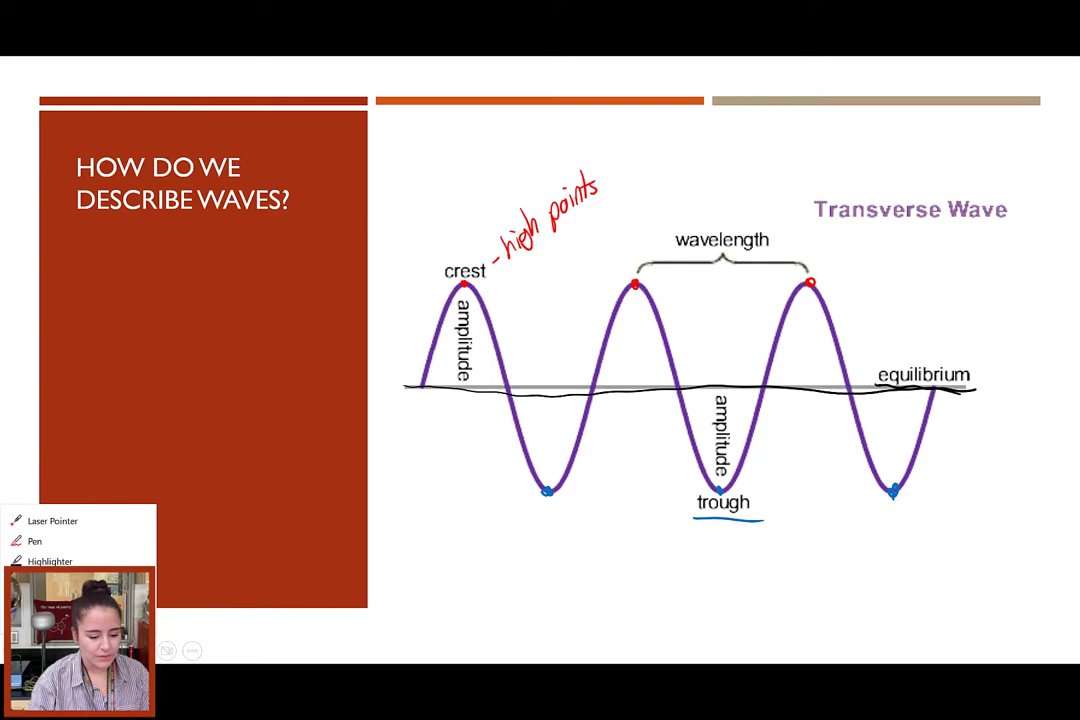 HOW DO WE
DESCRIBE WAVES?
- high points
Transverse Wave
wavelength
crest
amplitude
equilibrium
amplitude
trough
Laser Pointer
Pen
Highlighter